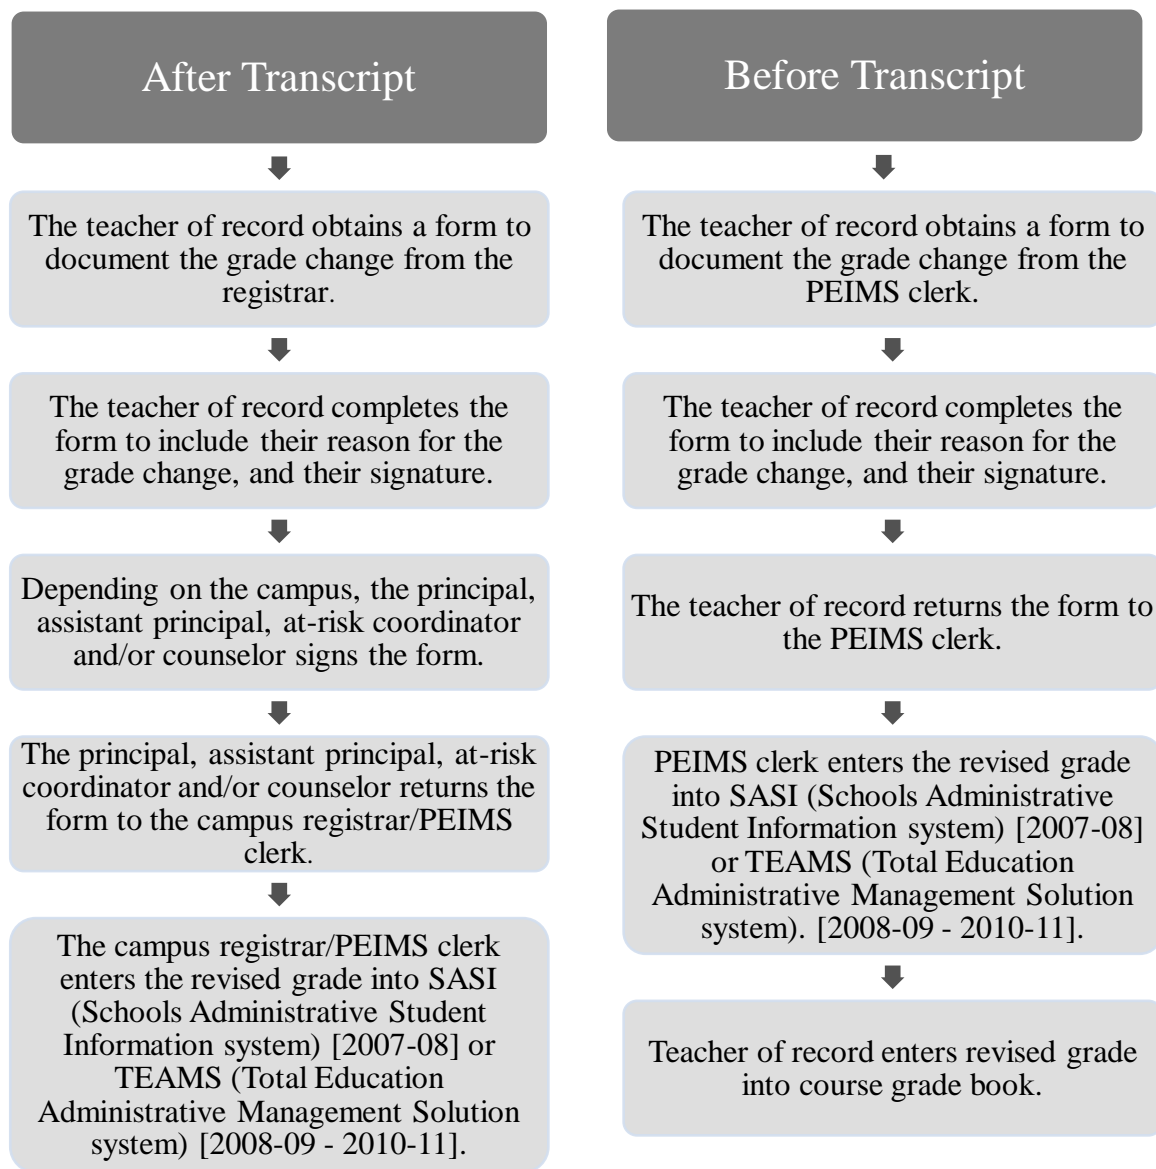 After Transcript
The teacher of record obtains a form to
document the grade change from the
registrar.
The teacher of record completes the
form to include their reason for the
grade change, and their signature.
Depending on the campus, the principal,
assistant principal, at-risk coordinator
and/or counselor signs the form.
The principal, assistant principal, at-risk
coordinator and/or counselor returns the
form to the campus registrar/PEIMS
clerk.
The campus registrar/PEIMS clerk
enters the revised grade into SASI
(Schools Administrative Student
Information system) [2007-08] or
TEAMS (Total Education
Administrative Management Solution
system) [2008-09 - 2010-11].
Before Transcript
The teacher of record obtains a form to
document the grade change from the
PEIMS clerk.
The teacher of record completes the
form to include their reason for the
grade change, and their signature.
The teacher of record returns the form to
the PEIMS clerk.
PEIMS clerk enters the revised grade
into SASI (Schools Administrative
Student Information system) [2007-08]
or TEAMS (Total Education
Administrative Management Solution
system). [2008-09 - 2010-11].
Teacher of record enters revised grade
into course grade book.